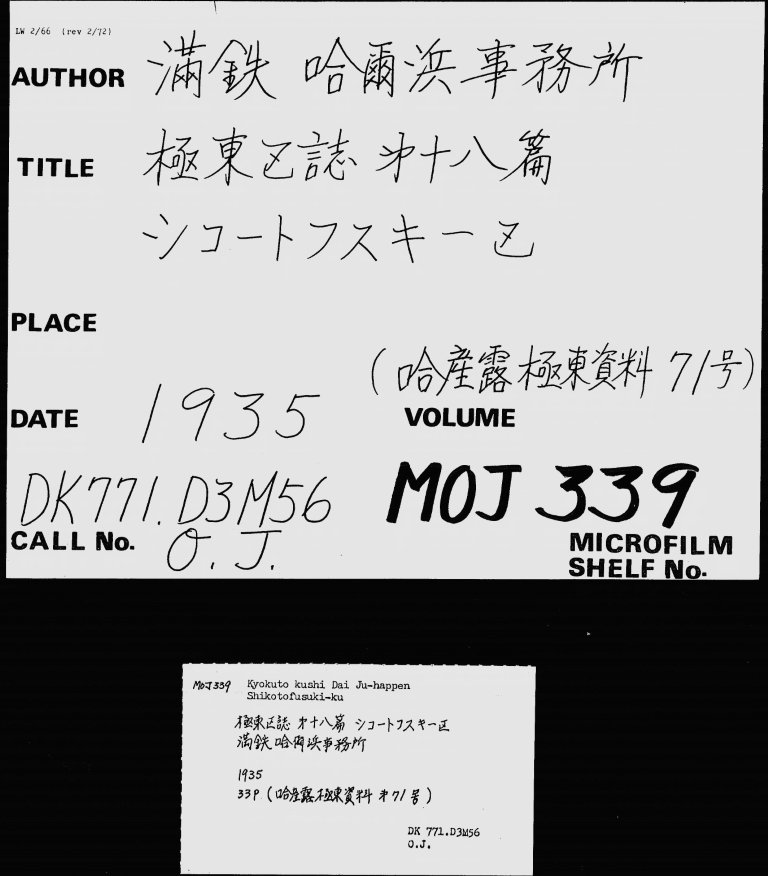 LW 2/66 (rev 2/72)
AUTHOR 満鉄 哈爾浜事務所
TITLE 極東区誌 第十八篇
シコートフスキー区
PLACE
(哈産露極東資料 71号)
DATE 1935
VOLUME
DK771.D3M56
MOJ 339
CALL No. O.J.
MICROFILM
SHELF No.
MOJ339 Kyokuto kushi Dai Ju-happen
Shikotofusuki-ku
極東区誌 第十八篇 シコートフスキー区
満鉄 哈爾浜事務所
1935
33P (哈産露極東資料 第71号)
DK 771.D3M56
O.J.